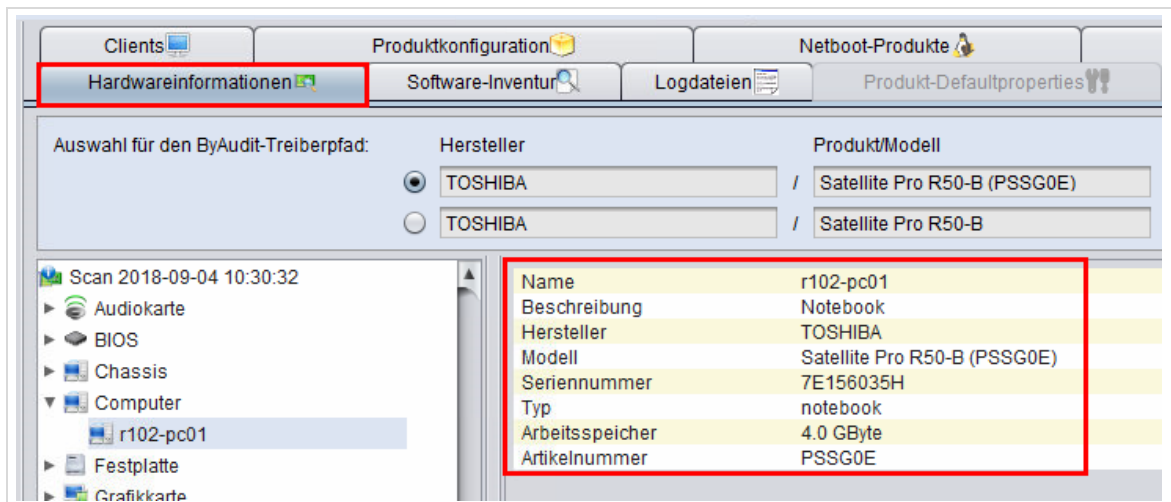 Clients Produktkonfiguration Netboot-Produkte
Hardwareinformationen Software-Inventur Logdateien Produkt-Defaultproperties
Auswahl für den ByAudit-Treiberpfad: Hersteller Produkt/Modell
TOSHIBA / Satellite Pro R50-B (PSSG0E)
TOSHIBA / Satellite Pro R50-B
Scan 2018-09-04 10:30:32
Audiokarte
BIOS
Chassis
Computer
r102-pc01
Festplatte
Grafikkarte
Name r102-pc01
Beschreibung Notebook
Hersteller TOSHIBA
Modell Satellite Pro R50-B (PSSG0E)
Seriennummer 7E156035H
Typ notebook
Arbeitsspeicher 4.0 GByte
Artikelnummer PSSG0E